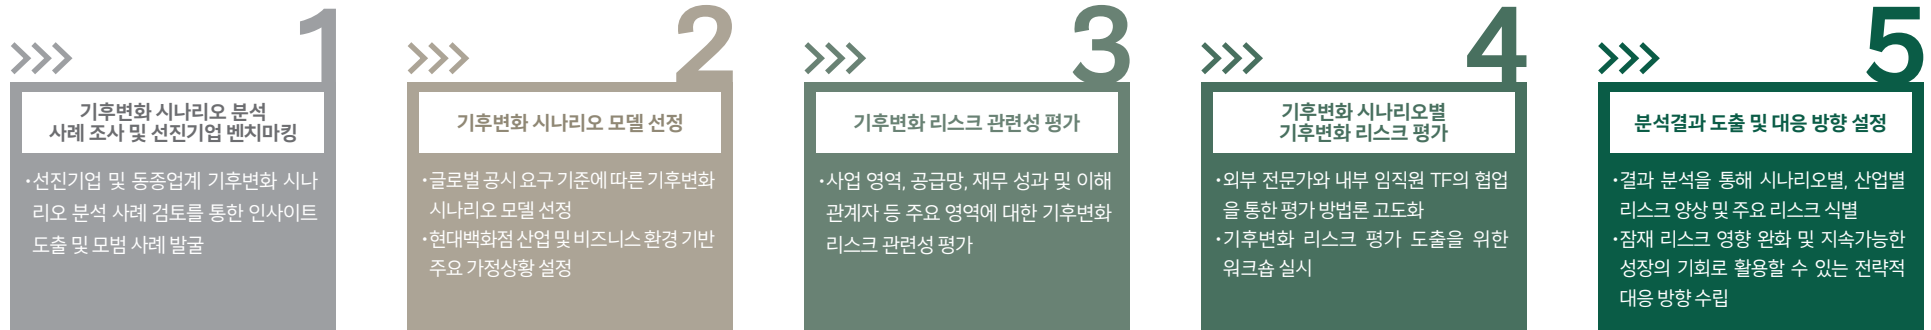 1
기후변화 시나리오 분석
사례 조사 및 선진기업 벤치마킹
·선진기업 및 동종업계 기후변화 시나
리오 분석 사례 검토를 통한 인사이트
도출 및 모범 사례 발굴
2
기후변화 시나리오 모델 선정
·글로벌 공시 요구 기준에 따른 기후변화
시나리오 모델 선정
·현대백화점 산업 및 비즈니스 환경 기반
주요 가정상황 설정
3
기후변화 리스크 관련성 평가
·사업 영역, 공급망, 재무 성과 및 이해
관계자 등 주요 영역에 대한 기후변화
리스크 관련성 평가
4
기후변화 시나리오별
기후변화 리스크 평가
·외부 전문가와 내부 임직원 TF의 협업
을 통한 평가 방법론 고도화
·기후변화 리스크 평가 도출을 위한
워크숍 실시
5
분석결과 도출 및 대응 방향 설정
·결과 분석을 통해 시나리오별, 산업별
리스크 양상 및 주요 리스크 식별
·잠재 리스크 영향 완화 및 지속가능한
성장의 기회로 활용할 수 있는 전략적
대응 방향 수립